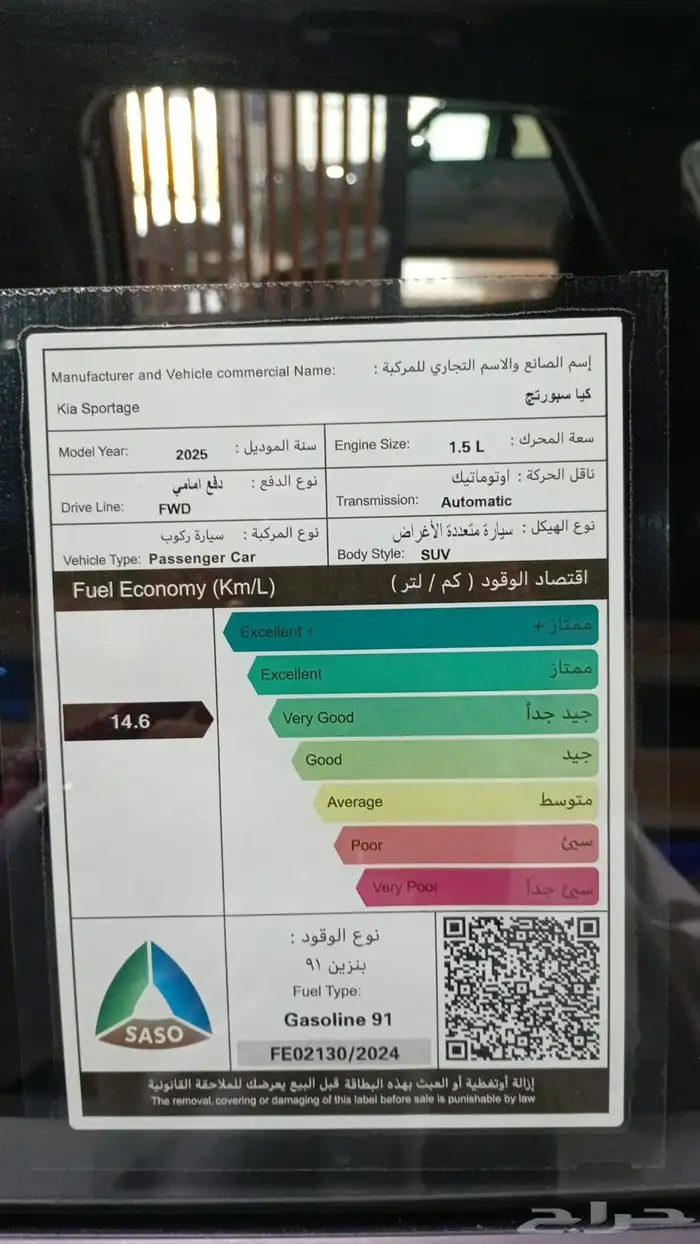 Manufacturer and Vehicle commercial Name: إسم الصانع والاسم التجاري للمركبة :
Kia Sportage كيا سبورتج
Model Year: 2025 سنة الموديل :
Engine Size: 1.5 L سعة المحرك :
نوع الدفع : دفع امامي
Drive Line: FWD
ناقل الحركة : اوتوماتيك
Transmission: Automatic
نوع المركبة : سيارة ركوب
Vehicle Type: Passenger Car
نوع الهيكل : سيارة متعددة الأغراض
Body Style: SUV
Fuel Economy (Km/L) اقتصاد الوقود ( كم / لتر )
Excellent + ممتاز +
Excellent ممتاز
14.6 Very Good جيد جداً
Good جيد
Average متوسط
Poor سيئ
Very Poor سيئ جداً
نوع الوقود :
بنزين ٩١
Fuel Type:
Gasoline 91
FE02130/2024
SASO
إزالة أوتغطية أو العبث بهذه البطاقة قبل البيع يعرضك للملاحقة القانونية
The removal, covering or damaging of this label before sale is punishable by law
حراج